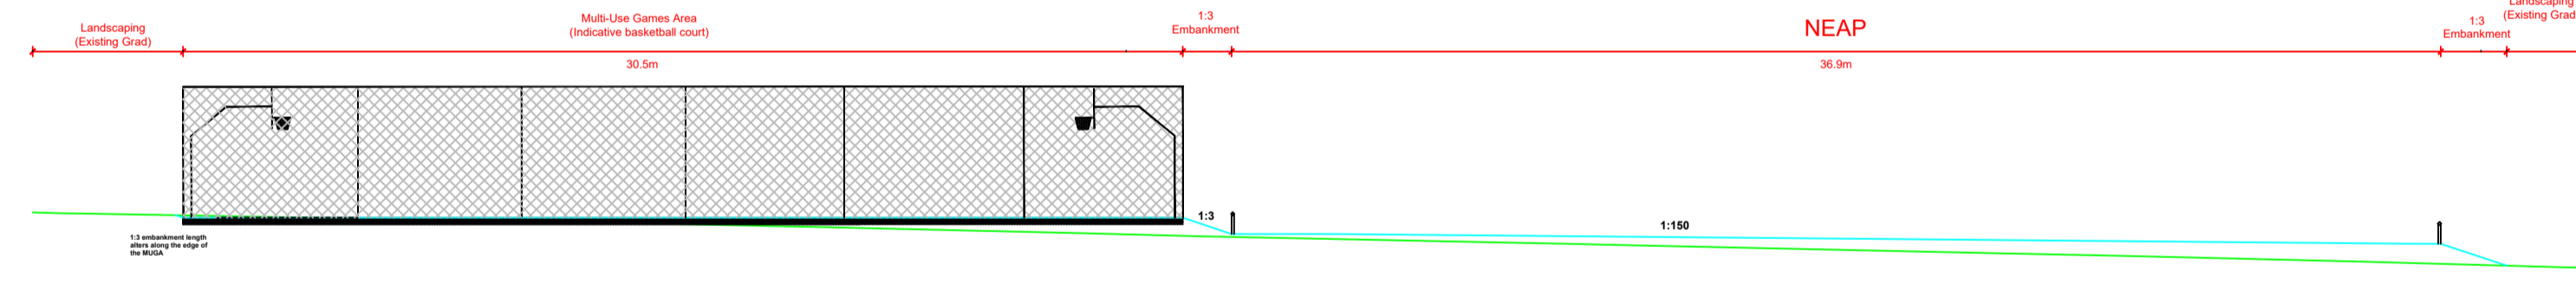 Landscaping
(Existing Grad)
Multi-Use Games Area
(Indicative basketball court)
1:3
Embankment
NEAP
1:3
Embankment
Landscaping
(Existing Grad
30.5m
36.9m
1:3
1:150
1:3 embankment length
alters along the edge of
the MUGA